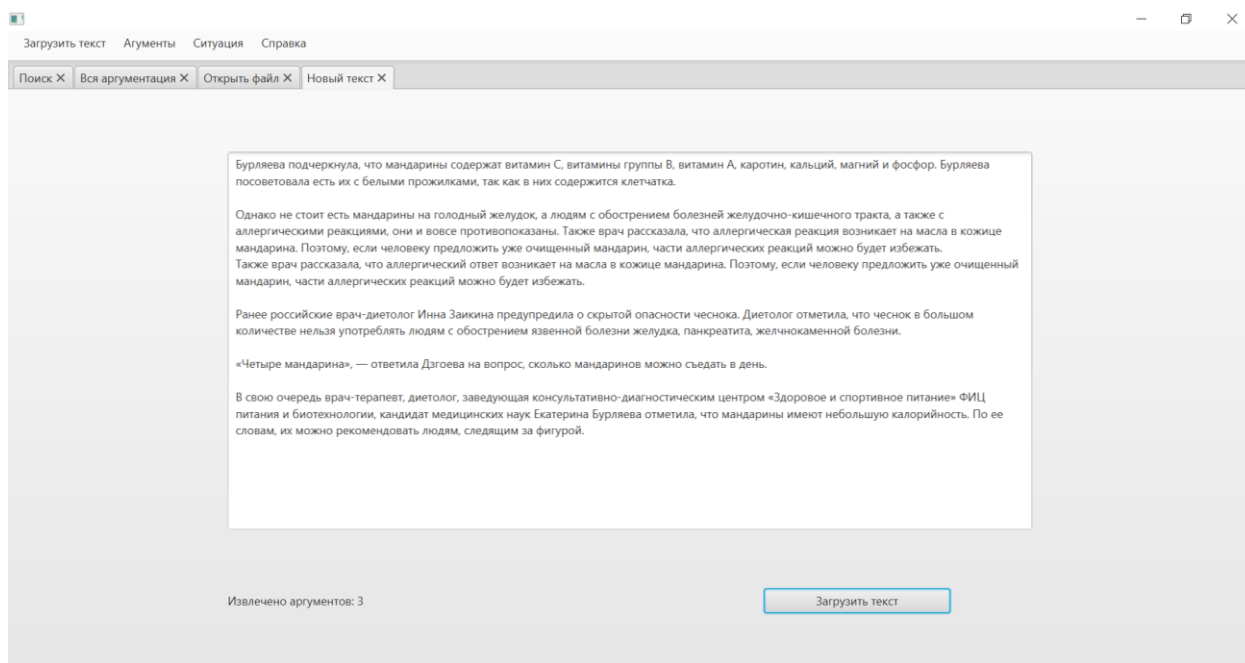 Загрузить текст Агументы Ситуация Справка
Поиск X Вся аргументация X Открыть файл X Новый текст X
Бурляева подчеркнула, что мандарины содержат витамин С, витамины группы В, витамин А, каротин, кальций, магний и фосфор. Бурляева
посоветовала есть их с белыми прожилками, так как в них содержится клетчатка.
Однако не стоит есть мандарины на голодный желудок, а людям с обострением болезней желудочно-кишечного тракта, а также с
аллергическими реакциями, они и вовсе противопоказаны. Также врач рассказала, что аллергическая реакция возникает на масла в кожице
мандарина. Поэтому, если человеку предложить уже очищенный мандарин, части аллергических реакций можно будет избежать.
Также врач рассказала, что аллергический ответ возникает на масла в кожице мандарина. Поэтому, если человеку предложить уже очищенный
мандарин, части аллергических реакций можно будет избежать.
Ранее российские врач-диетолог Инна Заикина предупредила о скрытой опасности чеснока. Диетолог отметила, что чеснок в большом
количестве нельзя употреблять людям с обострением язвенной болезни желудка, панкреатита, желчнокаменной болезни.
«Четыре мандарина», — ответила Дзгоева на вопрос, сколько мандаринов можно съедать в день.
В свою очередь врач-терапевт, диетолог, заведующая консультативно-диагностическим центром «Здоровое и спортивное питание» ФИЦ
питания и биотехнологии, кандидат медицинских наук Екатерина Бурляева отметила, что мандарины имеют небольшую калорийность. По ее
словам, их можно рекомендовать людям, следящим за фигурой.
Извлечено аргументов: 3
Загрузить текст